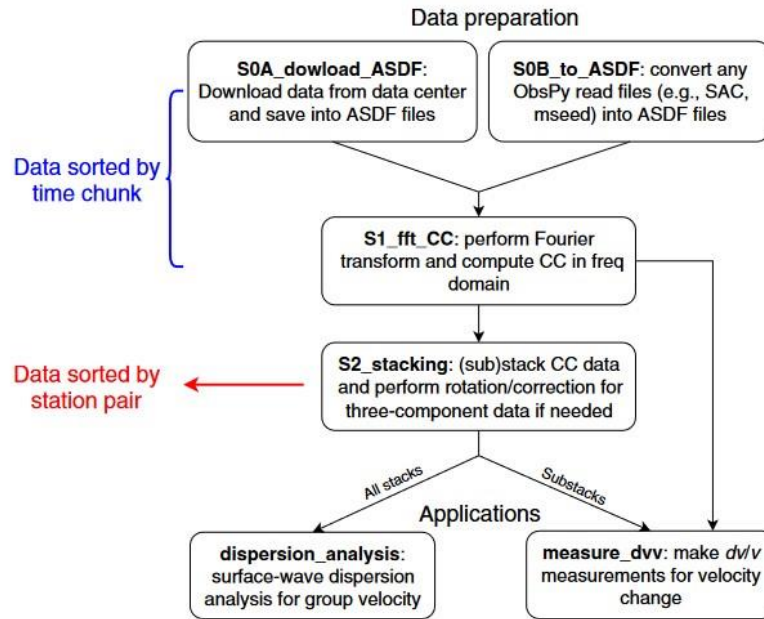 Data preparation
S0A_dowload_ASDF:
Download data from data center
and save into ASDF files
S0B_to_ASDF: convert any
ObsPy read files (e.g., SAC,
mseed) into ASDF files
Data sorted by
time chunk
S1_fft_CC: perform Fourier
transform and compute CC in freq
domain
S2_stacking: (sub)stack CC data
and perform rotation/correction for
three-component data if needed
Data sorted by
station pair
All stacks
Substacks
Applications
dispersion_analysis:
surface-wave dispersion
analysis for group velocity
measure_dvv: make dv/v
measurements for velocity
change